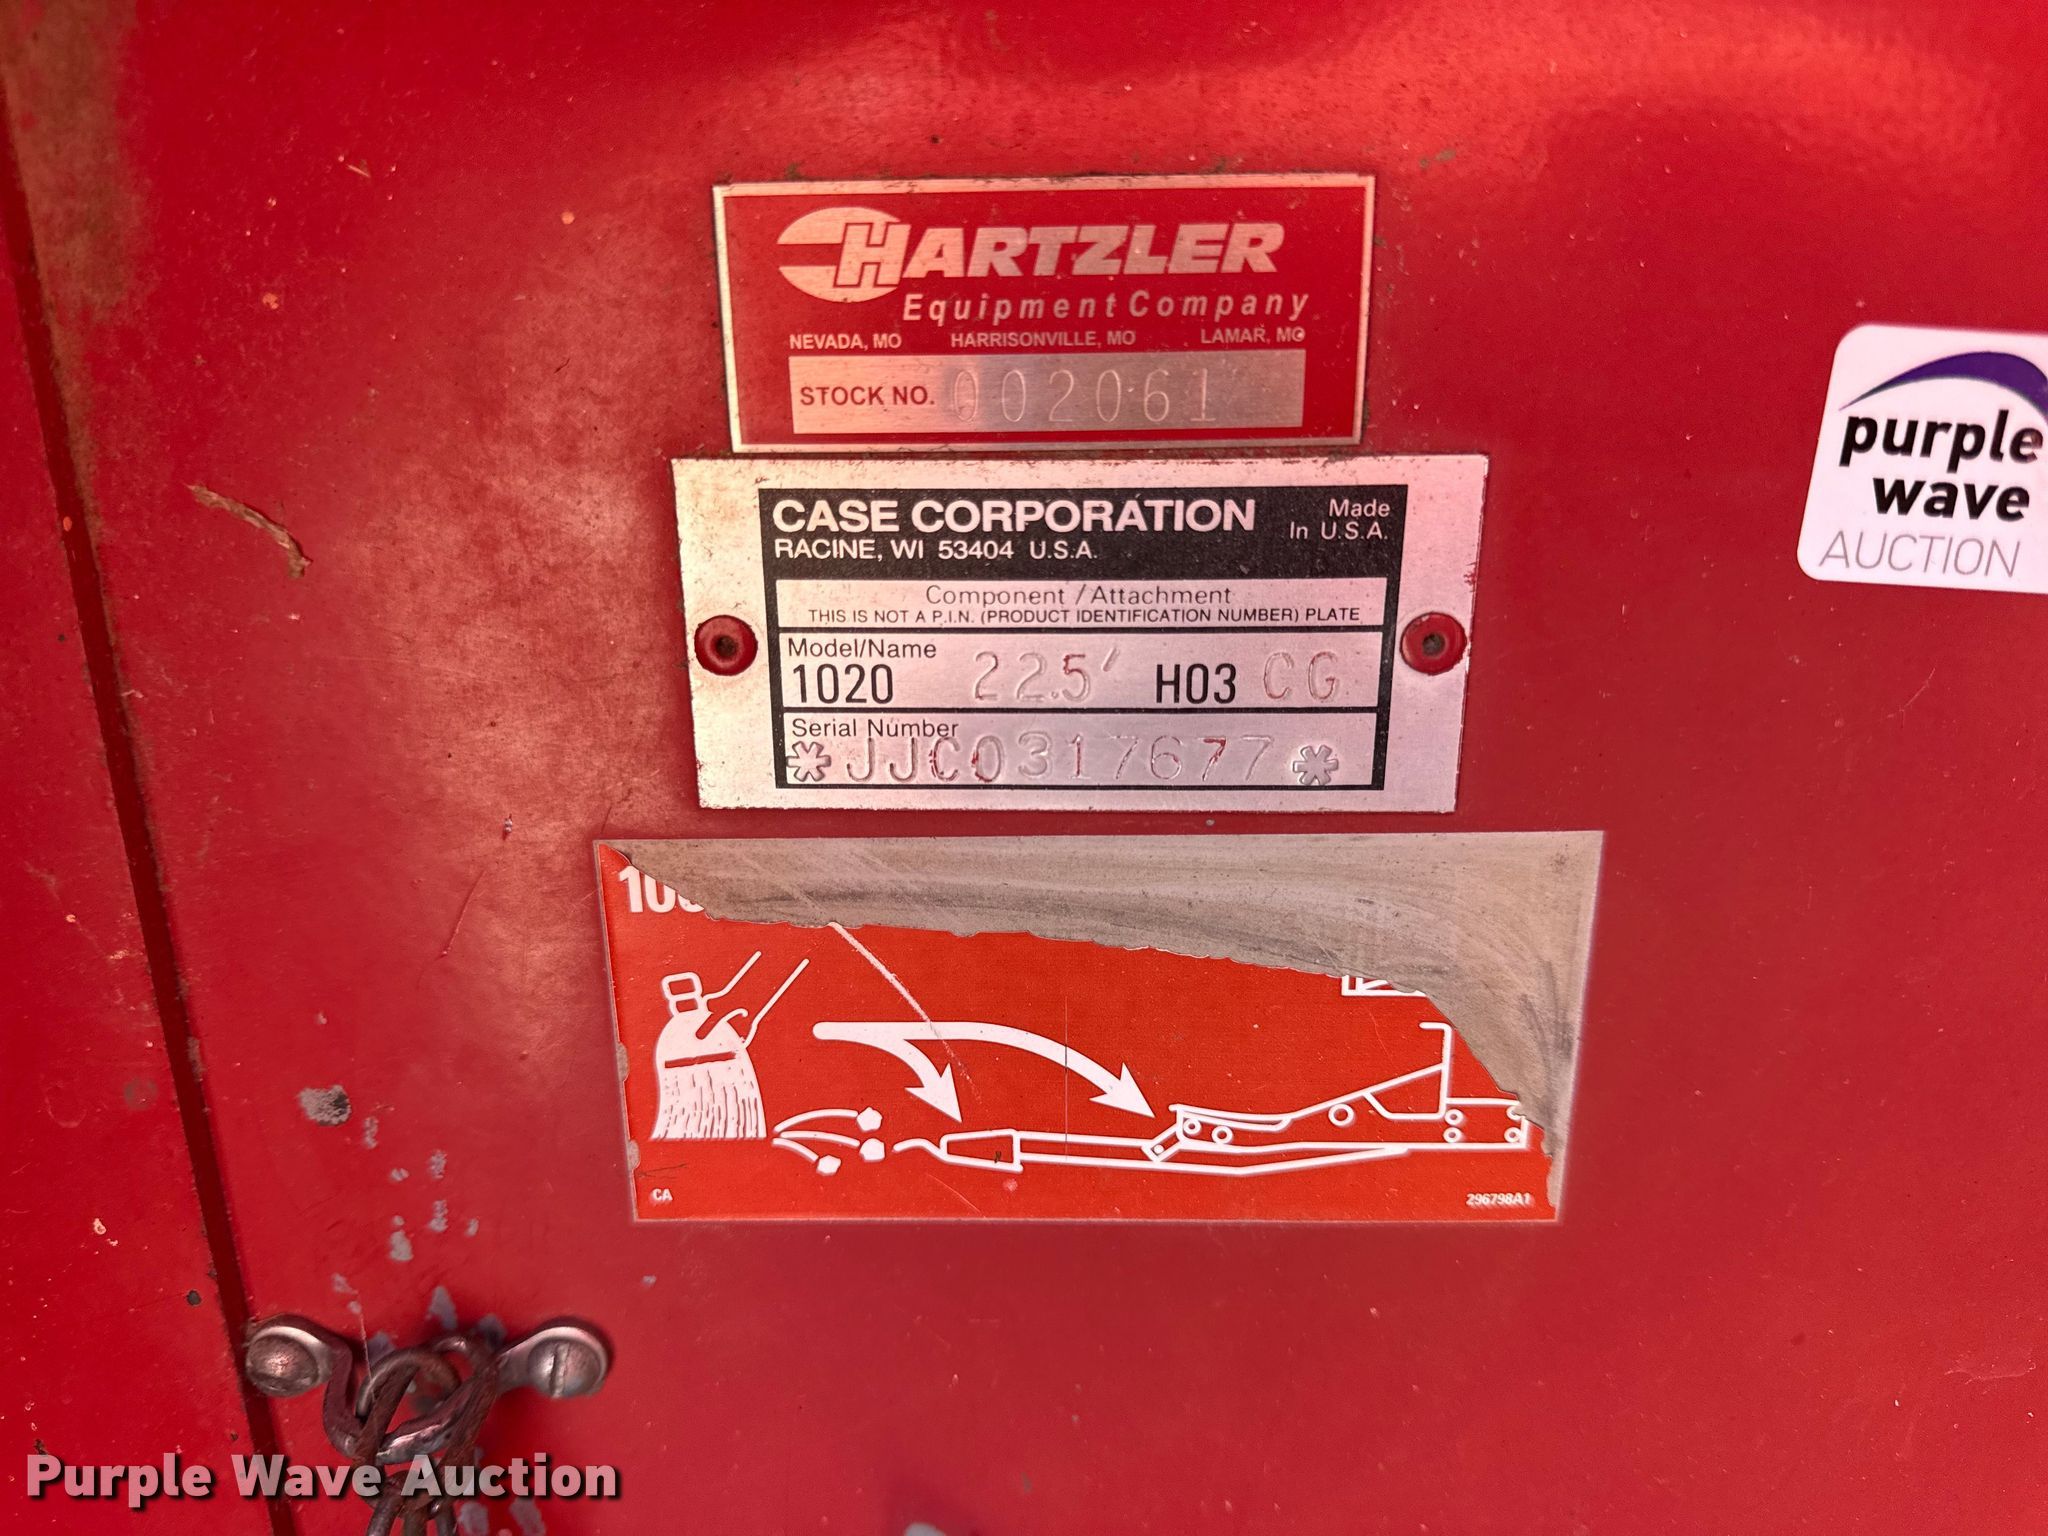 HARTZLER
Equipment Company
NEVADA, MO HARRISONVILLE, MO LAMAR, MO
STOCK NO. 002061
CASE CORPORATION Made
RACINE, WI 53404 U.S.A. In U.S.A.
Component / Attachment
THIS IS NOT A P.I.N. (PRODUCT IDENTIFICATION NUMBER) PLATE
Model/Name
1020 22.5' H03 CG
Serial Number
*JJC0317677*
purple
wave
AUCTION
CA 296798A1
Purple Wave Auction